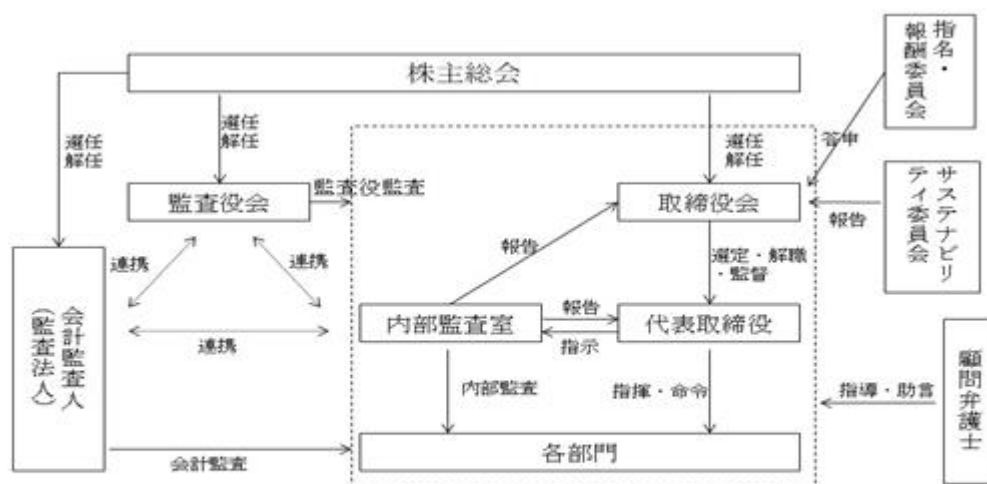 株主総会
指名・
報酬委員会
選任
解任
選任
解任
選任
解任
答申
監査役会
監査役監査
取締役会
サステナビリ
ティ委員会
報告
報告
連携
連携
選定・解職
・監督
会計監査人
（監査法人）
連携
内部監査室
報告
指示
代表取締役
内部監査
指揮・命令
指導・助言
顧問弁護士
各部門
会計監査